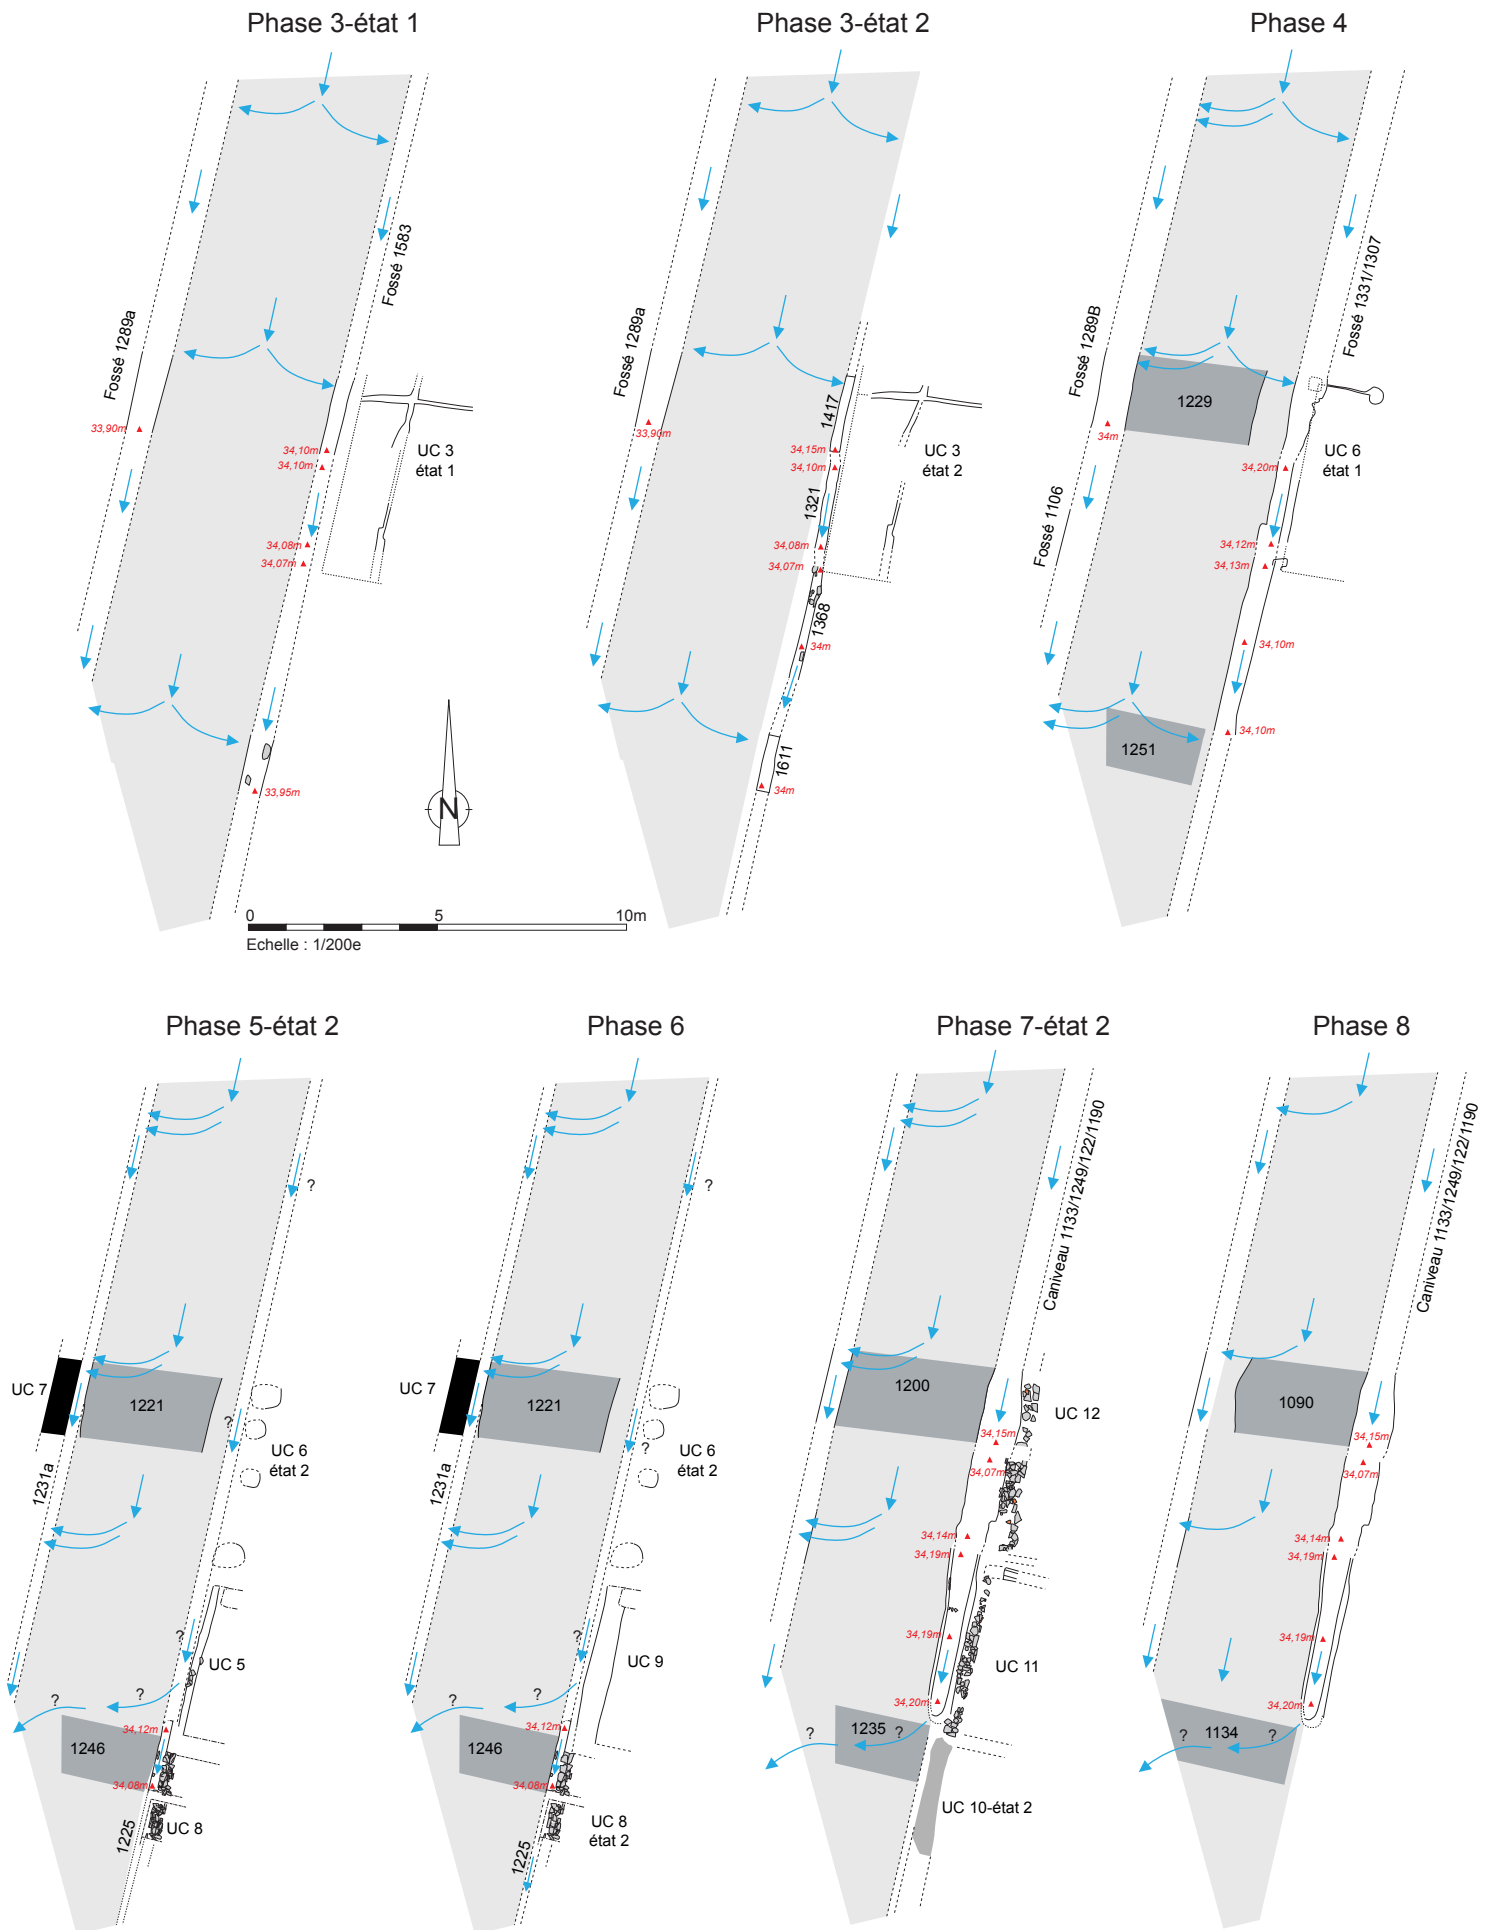 Phase 3-état 1
Fossé 1289a
Fossé 1583
33,90m
34,10m
34,10m
UC 3
état 1
34,08m
34,07m
33,95m
N
0 5 10m
Echelle : 1/200e
Phase 3-état 2
Fossé 1289a
33,90m
1417
34,15m
34,10m
UC 3
état 2
1321
34,08m
34,07m
1368
34m
1611
34m
Phase 4
Fossé 1331/1307
Fossé 1289B
1229
34m
34,20m
UC 6
état 1
Fossé 1106
34,12m
34,13m
34,10m
34,10m
1251
Phase 5-état 2
?
UC 7
1221
?
UC 6
état 2
1231a
?
UC 5
?
?
34,12m
1246
34,08m
UC 8
1225
Phase 6
?
UC 7
1221
?
UC 6
état 2
1231a
?
UC 9
?
?
34,12m
1246
34,08m
UC 8
état 2
1225
Phase 7-état 2
Caniveau 1133/1249/122/1190
1200
UC 12
34,15m
34,07m
34,14m
34,19m
34,19m
UC 11
34,20m
1235
?
?
UC 10-état 2
Phase 8
Caniveau 1133/1249/122/1190
1090
34,15m
34,07m
34,14m
34,19m
34,19m
34,20m
1134
?
?